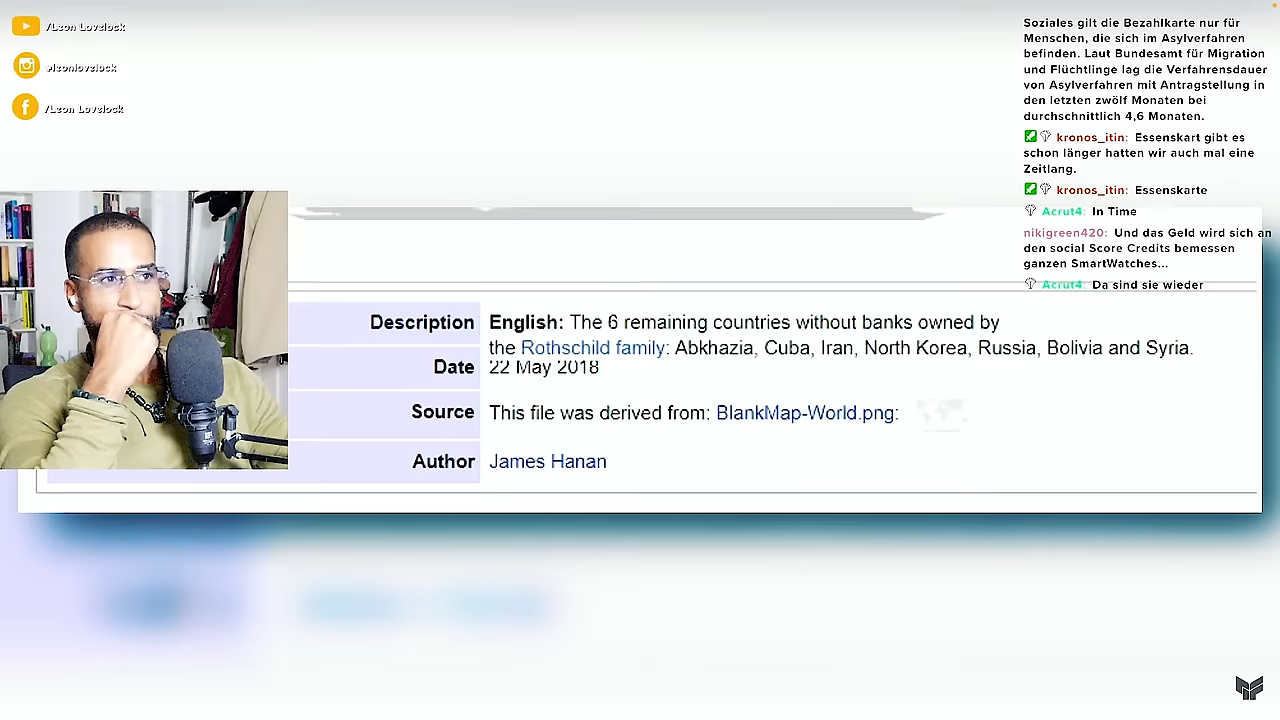 /Leon Lovelock
/leonlovelock
/Leon Lovelock
Soziales gilt die Bezahlkarte nur für
Menschen, die sich im Asylverfahren
befinden. Laut Bundesamt für Migration
und Flüchtlinge lag die Verfahrensdauer
von Asylverfahren mit Antragstellung in
den letzten zwölf Monaten bei
durchschnittlich 4,6 Monaten.
kronos_itin: Essenskart gibt es
schon länger hatten wir auch mal eine
Zeitlang.
kronos_itin: Essenskarte
Acrut4: In Time
nikigreen420: Und das Geld wird sich an
den social Score Credits bemessen
ganzen SmartWatches...
Acrut4: Da sind sie wieder
Description English: The 6 remaining countries without banks owned by
the Rothschild family: Abkhazia, Cuba, Iran, North Korea, Russia, Bolivia and Syria.
Date 22 May 2018
Source This file was derived from: BlankMap-World.png:
Author James Hanan